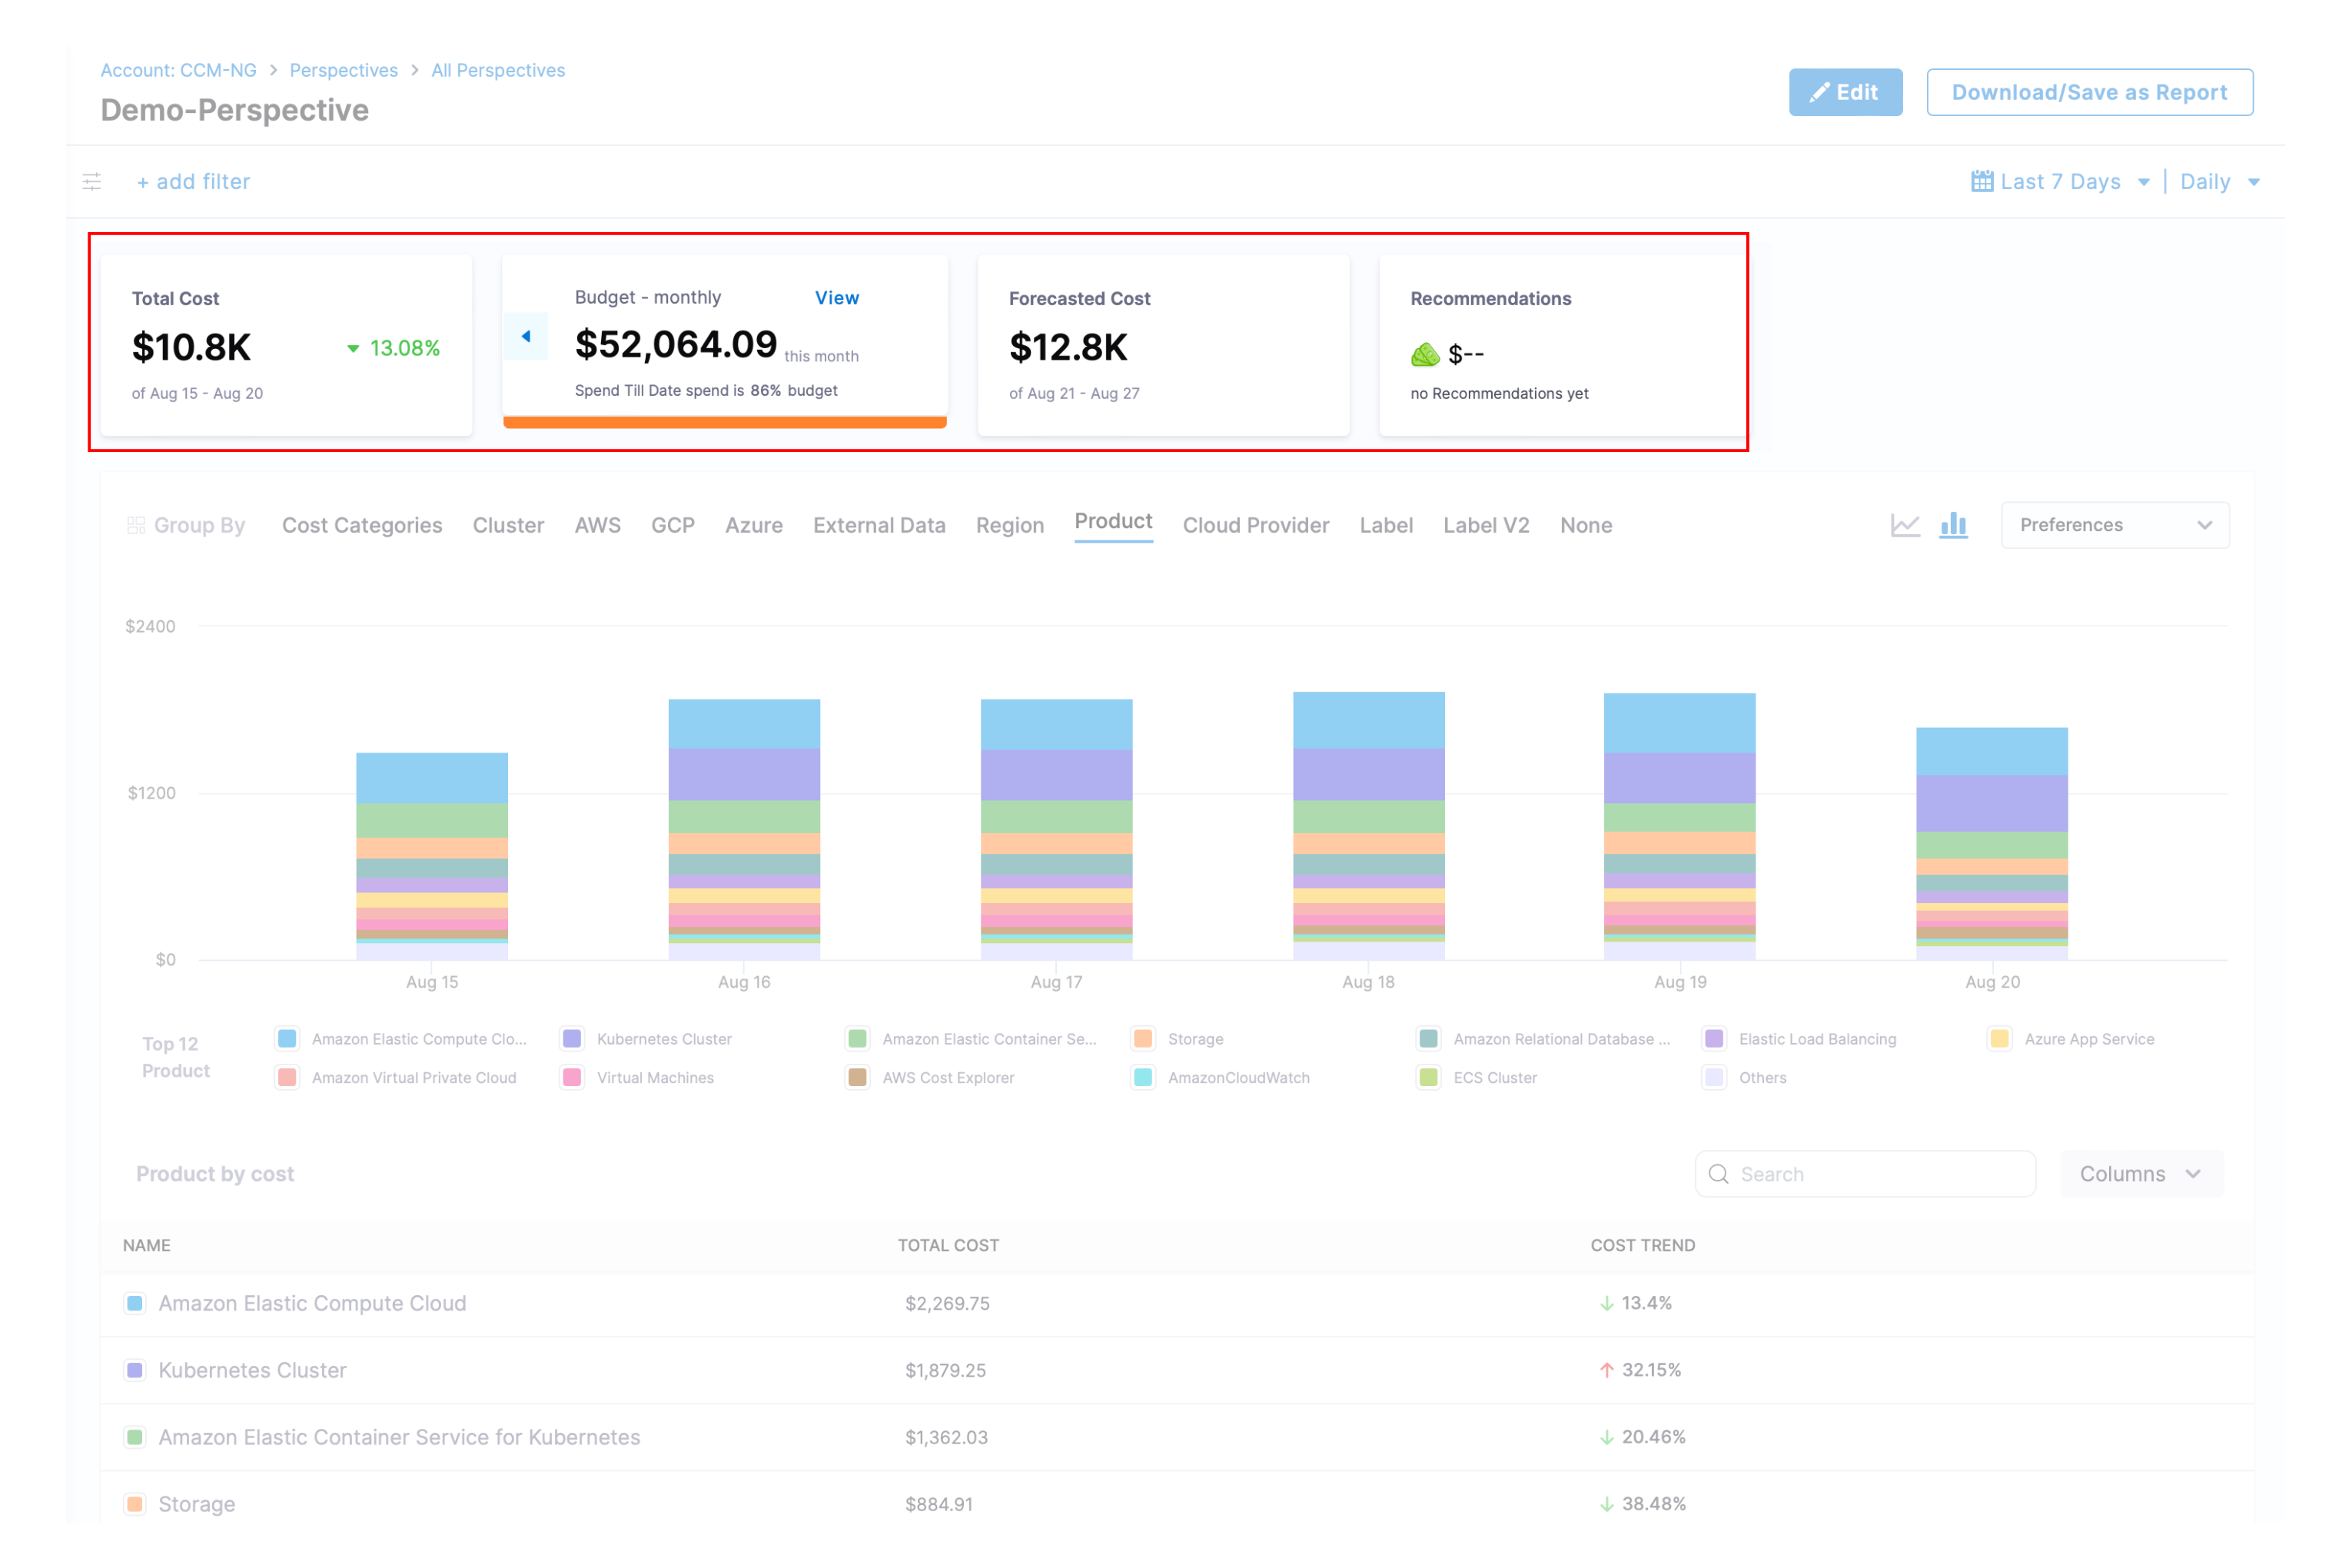 Account: CCM-NG > Perspectives > All Perspectives
Demo-Perspective
Edit
Download/Save as Report
+ add filter
Last 7 Days | Daily
Total Cost
$10.8K
13.08%
of Aug 15 - Aug 20
Budget - monthly
View
$52,064.09 this month
Spend Till Date spend is 86% budget
Forecasted Cost
$12.8K
of Aug 21 - Aug 27
Recommendations
$--
no Recommendations yet
Group By Cost Categories Cluster AWS GCP Azure External Data Region Product Cloud Provider Label Label V2 None
Preferences
$2400
$1200
$0
Aug 15 Aug 16 Aug 17 Aug 18 Aug 19 Aug 20
Top 12
Product
Amazon Elastic Compute Clo... Kubernetes Cluster Amazon Elastic Container Se... Storage Amazon Relational Database ... Elastic Load Balancing Azure App Service
Amazon Virtual Private Cloud Virtual Machines AWS Cost Explorer AmazonCloudWatch ECS Cluster Others
Product by cost
Search
Columns
NAME TOTAL COST COST TREND
Amazon Elastic Compute Cloud $2,269.75 13.4%
Kubernetes Cluster $1,879.25 32.15%
Amazon Elastic Container Service for Kubernetes $1,362.03 20.46%
Storage $884.91 38.48%